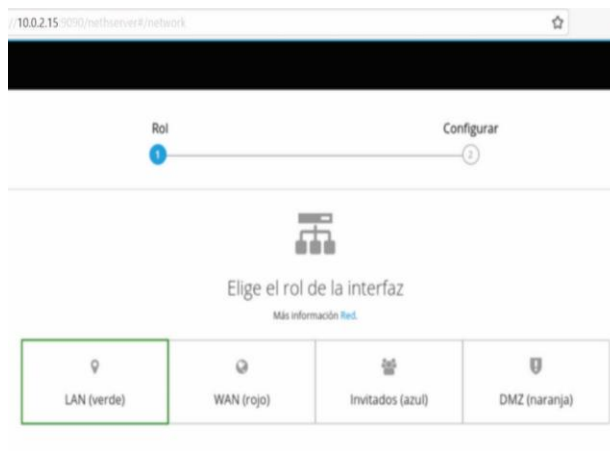 //10.0.2.15:9090/nethserver#/network
Rol
Configurar
1
2
Elige el rol de la interfaz
Más información Red.
LAN (verde)
WAN (rojo)
Invitados (azul)
DMZ (naranja)